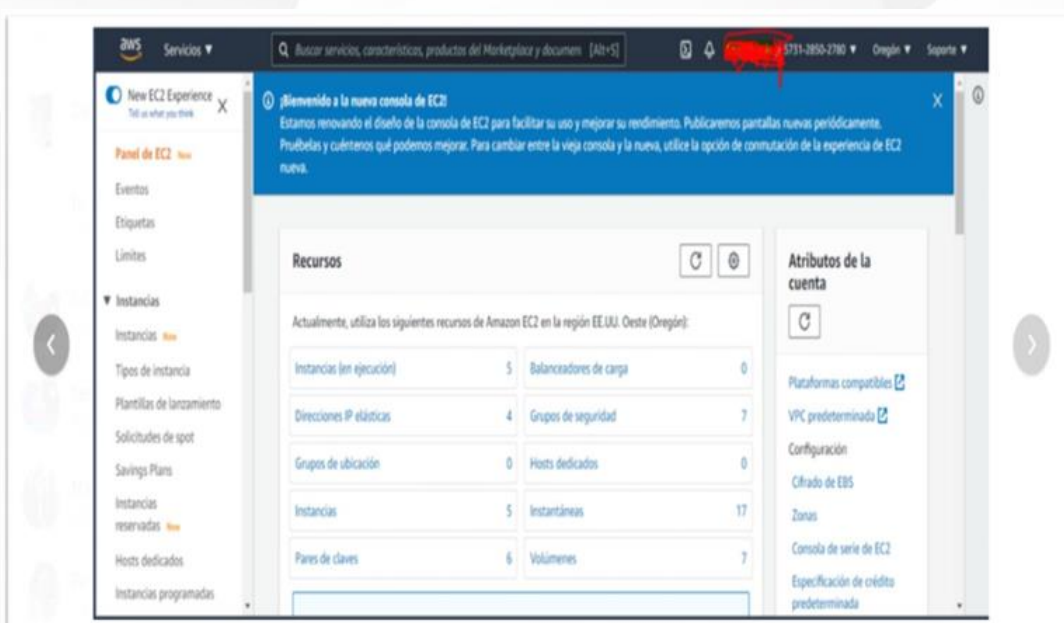 aws
Servicios ▼
Buscar servicios, características, productos del Marketplace y documen [Alt+S]
5731-2850-2780 ▼
Oregón ▼
Soporte ▼
New EC2 Experience
Tell us what you think
Panel de EC2 New
Eventos
Etiquetas
Límites
Instancias
Instancias New
Tipos de instancia
Plantillas de lanzamiento
Solicitudes de spot
Savings Plans
Instancias
reservadas New
Hosts dedicados
Instancias programadas
¡Bienvenido a la nueva consola de EC2!
Estamos renovando el diseño de la consola de EC2 para facilitar su uso y mejorar su rendimiento. Publicaremos pantallas nuevas periódicamente.
Pruébelas y cuéntenos qué podemos mejorar. Para cambiar entre la vieja consola y la nueva, utilice la opción de conmutación de la experiencia de EC2
nueva.
Recursos
Actualmente, utiliza los siguientes recursos de Amazon EC2 en la región EE.UU. Oeste (Oregón):
Instancias (en ejecución) 5
Balanceadores de carga 0
Direcciones IP elásticas 4
Grupos de seguridad 7
Grupos de ubicación 0
Hosts dedicados 0
Instancias 5
Instantáneas 17
Pares de claves 6
Volúmenes 7
Atributos de la
cuenta
Plataformas compatibles
VPC predeterminada
Configuración
Cifrado de EBS
Zonas
Consola de serie de EC2
Especificación de crédito
predeterminada